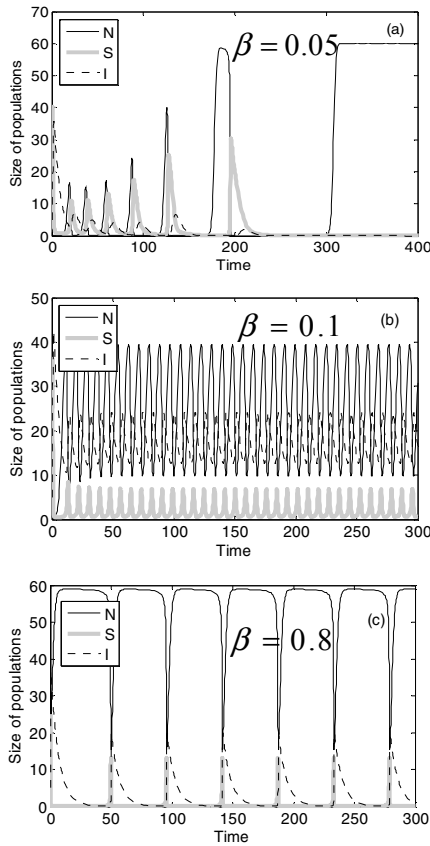 70
60
50
40
30
20
10
0
Size of populations
N
S
I
β = 0.05
(a)
0 100 200 300 400
Time
50
40
30
20
10
0
Size of populations
N
S
I
β = 0.1
(b)
0 50 100 150 200 250 300
Time
60
50
40
30
20
10
0
Size of populations
N
S
I
β = 0.8
(c)
0 50 100 150 200 250 300
Time